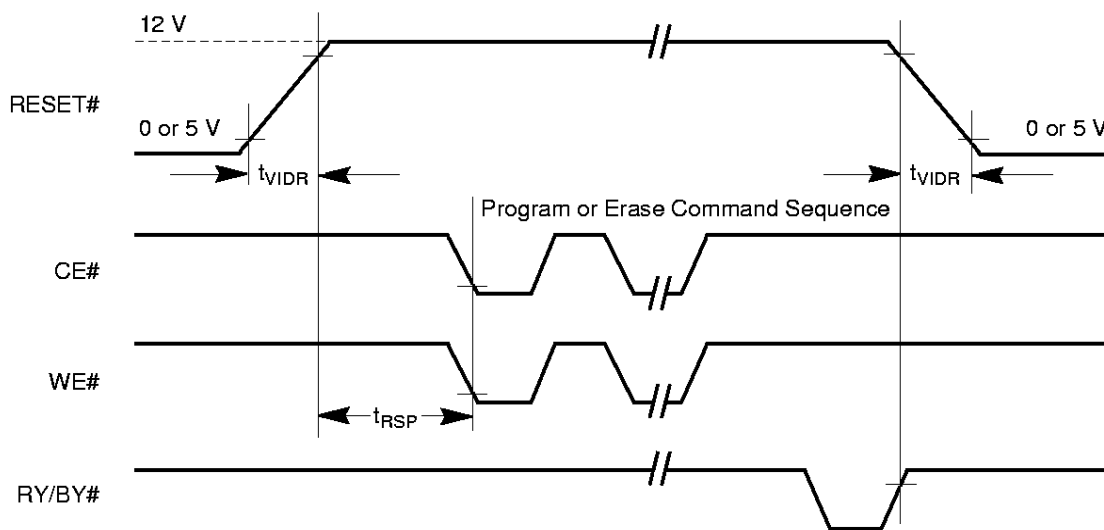 12 V
RESET#
0 or 5 V
0 or 5 V
tVIDR
tVIDR
Program or Erase Command Sequence
CE#
WE#
tRSP
RY/BY#